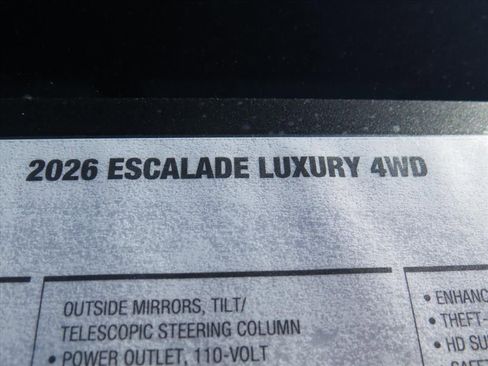 2026 ESCALADE LUXURY 4WD
OUTSIDE MIRRORS, TILT/
TELESCOPIC STEERING COLUMN
• POWER OUTLET, 110-VOLT
• ENHANC
• THEFT-
• HD SU